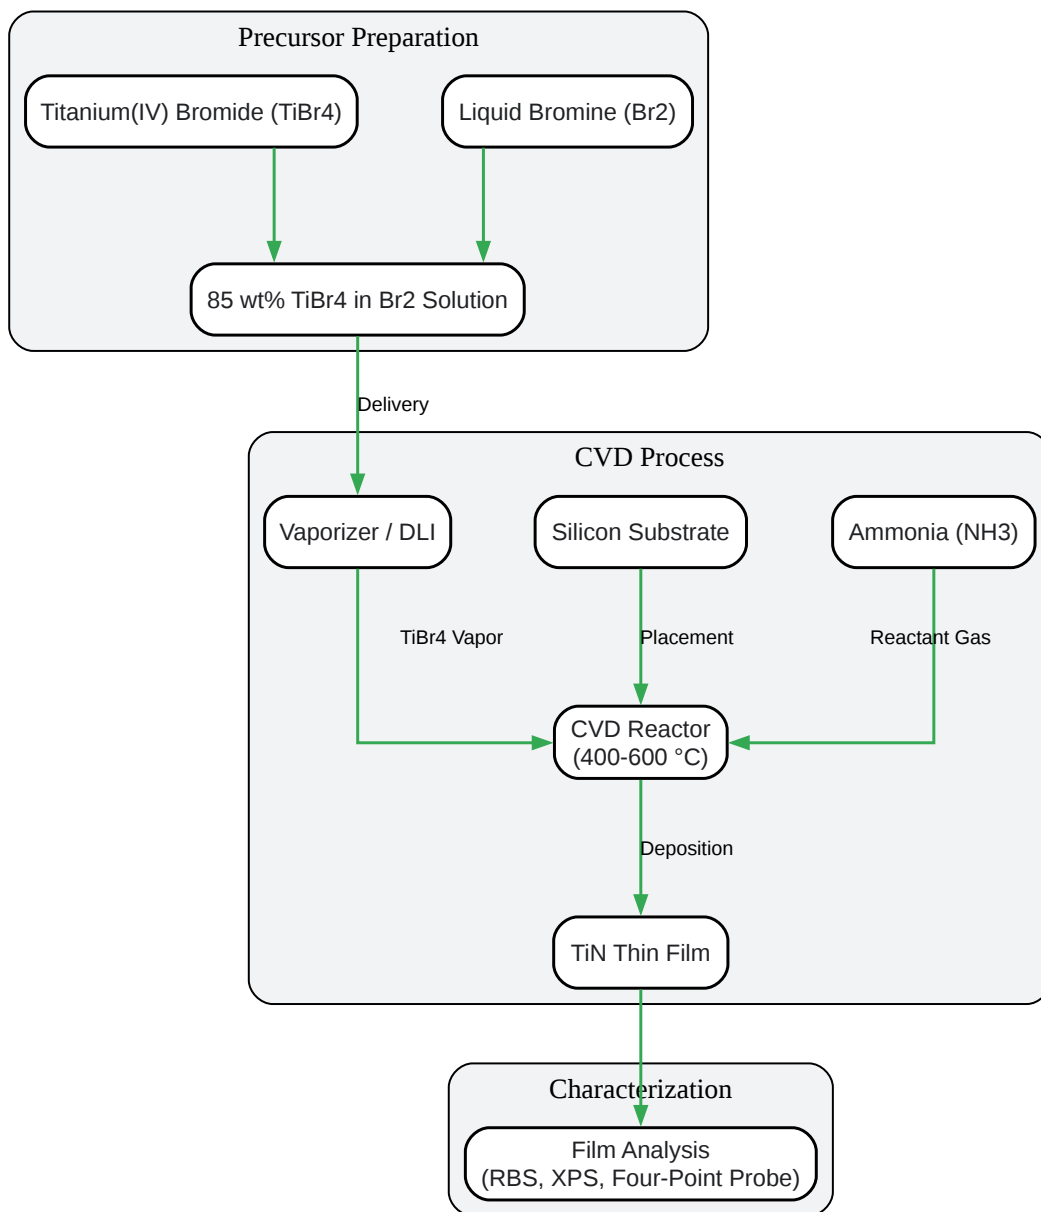 Precursor Preparation
Titanium(IV) Bromide (TiBr4)
Liquid Bromine (Br2)
85 wt% TiBr4 in Br2 Solution
Delivery
CVD Process
Vaporizer / DLI
Silicon Substrate
Ammonia (NH3)
TiBr4 Vapor
Placement
Reactant Gas
CVD Reactor
(400-600 °C)
Deposition
TiN Thin Film
Characterization
Film Analysis
(RBS, XPS, Four-Point Probe)